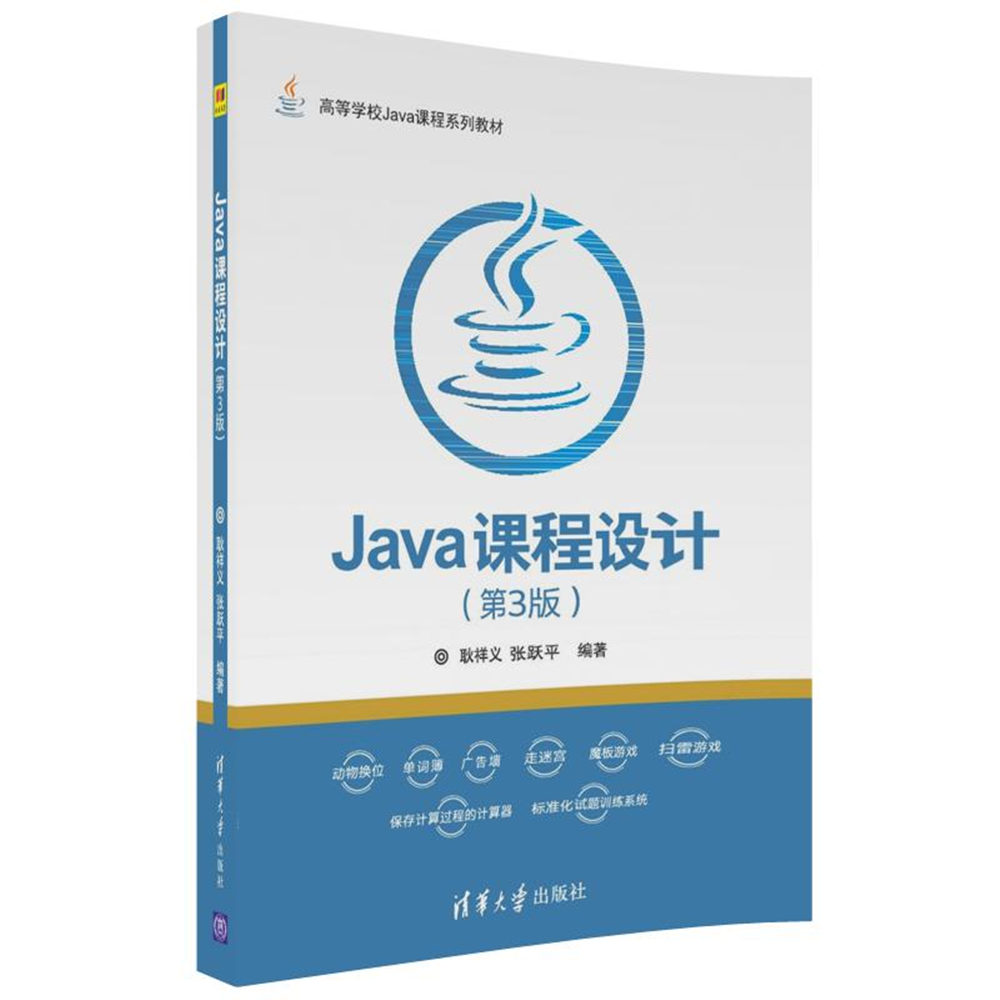 高等学校Java课程系列教材
Java课程设计
(第3版)
◎ 耿祥义 张跃平 编著
动物换位 单词簿 广告墙 走迷宫 魔板游戏 扫雷游戏
保存计算过程的计算器 标准化试题训练系统
清华大学出版社
Java课程设计(第3版) ◎ 耿祥义 张跃平 编著 清华大学出版社